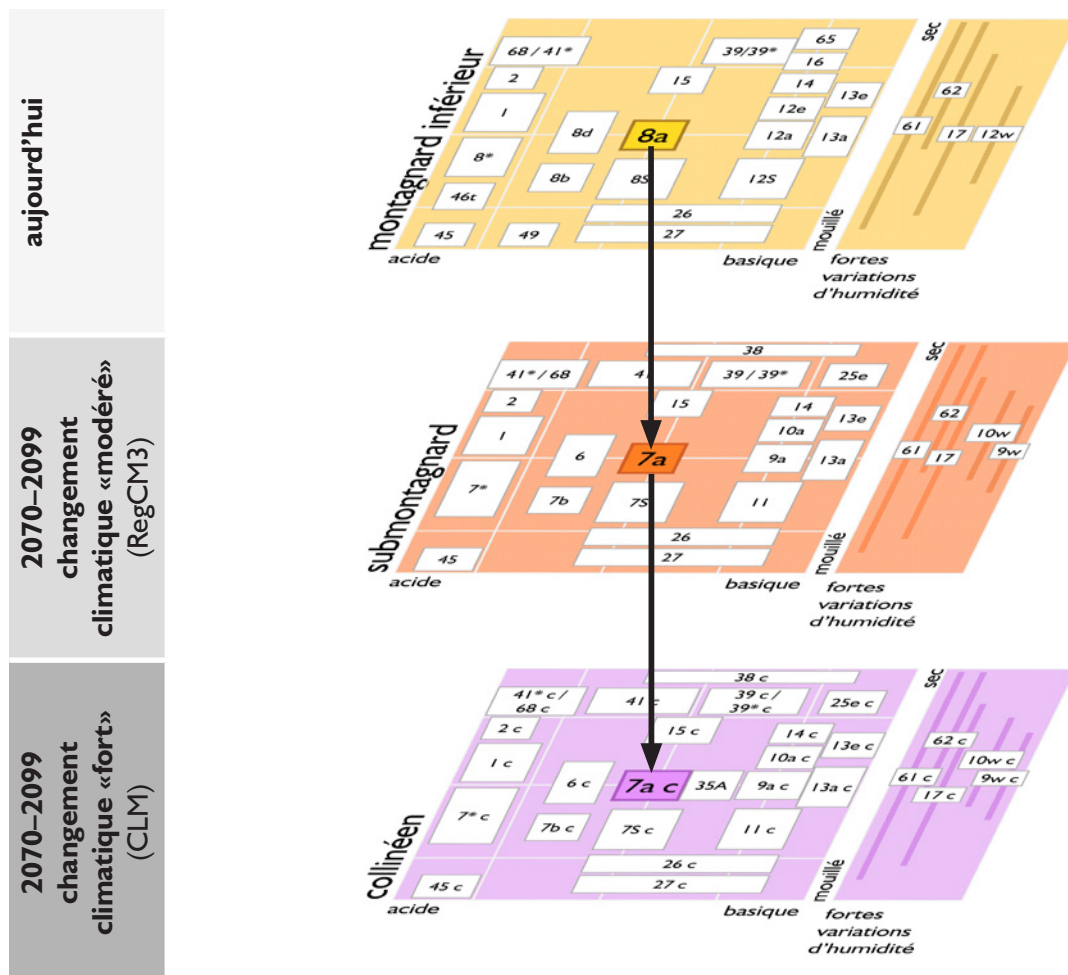 aujourd'hui
montagnard inférieur
68 / 41*
39/39*
65
16
2
15
14
1
12e
13e
8d
8a
12a
13a
8*
8b
8S
12S
46t
26
45
49
27
acide
basique
mouillé
sec
62
61
17
12w
fortes
variations
d'humidité
2070–2099
changement
climatique «modéré»
(RegCM3)
submontagnard
38
41* / 68
41
39 / 39*
25e
2
15
14
1
10a
13e
6
7a
9a
13a
7*
7b
7S
11
26
45
27
acide
basique
mouillé
sec
62
10w
61
17
9w
fortes
variations
d'humidité
2070–2099
changement
climatique «fort»
(CLM)
collinéen
38 c
41* c /
68 c
41 c
39 c /
39* c
25e c
2 c
15 c
14 c
1 c
10a c
13e c
6 c
7a c
35A
9a c
13a c
7* c
7b c
7S c
11 c
26 c
45 c
27 c
acide
basique
mouillé
sec
62 c
10w c
61 c
9w c
17 c
fortes
variations
d'humidité